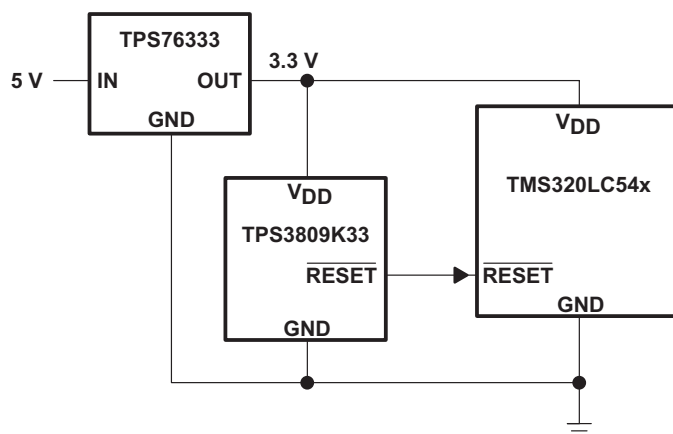 TPS76333
5 V
IN
OUT
3.3 V
GND
VDD
TMS320LC54x
VDD
TPS3809K33
RESET
RESET
GND
GND